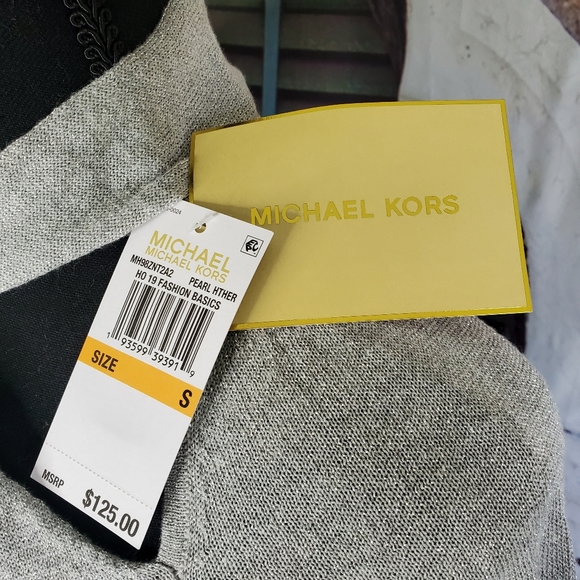 MICHAEL KORS
MICHAEL
MICHAEL KORS
MH98ZNT2A2 PEARL HTHER
HO 19 FASHION BASICS
1 93599 39391 9
SIZE S
MSRP $125.00